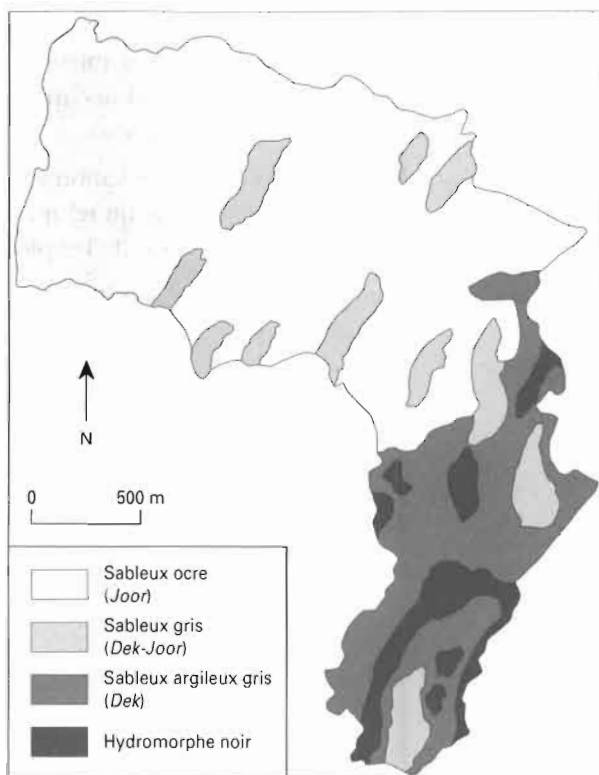 N
0 500 m
Sableux ocre
(Joor)
Sableux gris
(Dek-Joor)
Sableux argileux gris
(Dek)
Hydromorphe noir